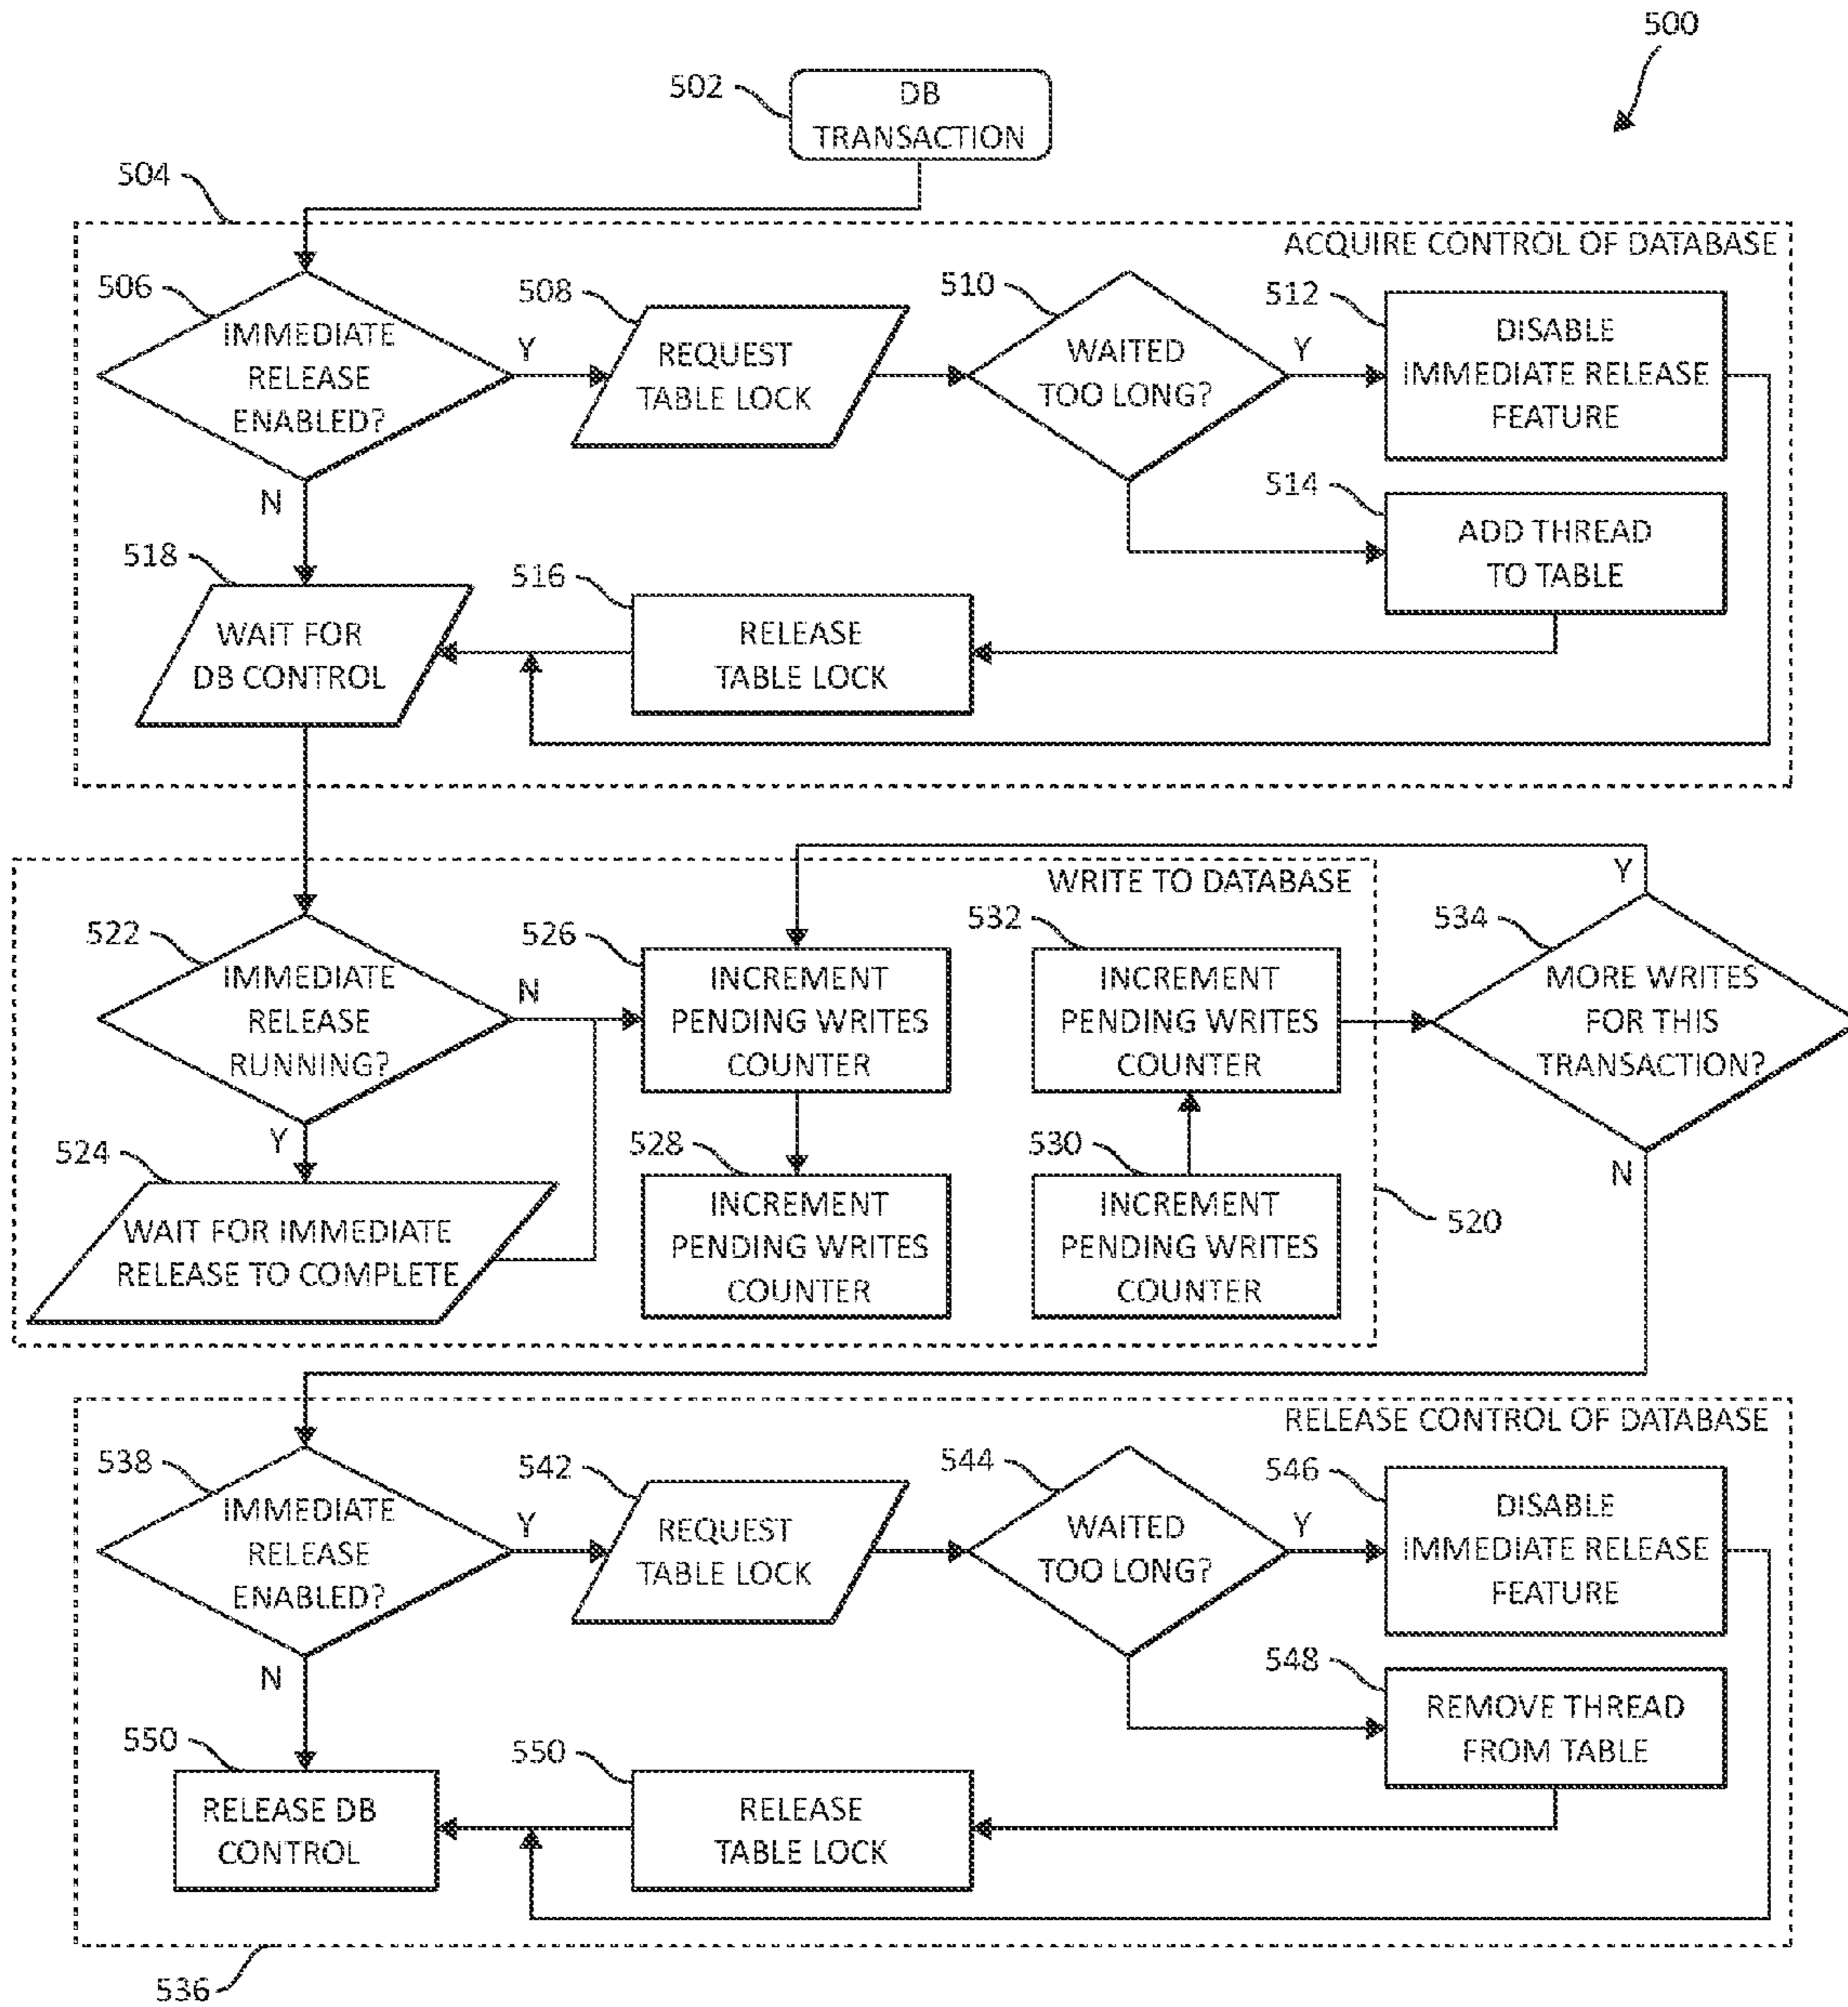 500
502
DB
TRANSACTION
504
ACQUIRE CONTROL OF DATABASE
506
IMMEDIATE
RELEASE
ENABLED?
Y
N
508
REQUEST
TABLE LOCK
510
WAITED
TOO LONG?
Y
512
DISABLE
IMMEDIATE RELEASE
FEATURE
514
ADD THREAD
TO TABLE
516
RELEASE
TABLE LOCK
518
WAIT FOR
DB CONTROL
WRITE TO DATABASE
522
IMMEDIATE
RELEASE
RUNNING?
N
Y
524
WAIT FOR IMMEDIATE
RELEASE TO COMPLETE
526
INCREMENT
PENDING WRITES
COUNTER
528
INCREMENT
PENDING WRITES
COUNTER
532
INCREMENT
PENDING WRITES
COUNTER
530
INCREMENT
PENDING WRITES
COUNTER
520
Y
534
MORE WRITES
FOR THIS
TRANSACTION?
N
RELEASE CONTROL OF DATABASE
538
IMMEDIATE
RELEASE
ENABLED?
Y
N
542
REQUEST
TABLE LOCK
544
WAITED
TOO LONG?
Y
546
DISABLE
IMMEDIATE RELEASE
FEATURE
548
REMOVE THREAD
FROM TABLE
550
RELEASE
TABLE LOCK
550
RELEASE DB
CONTROL
536